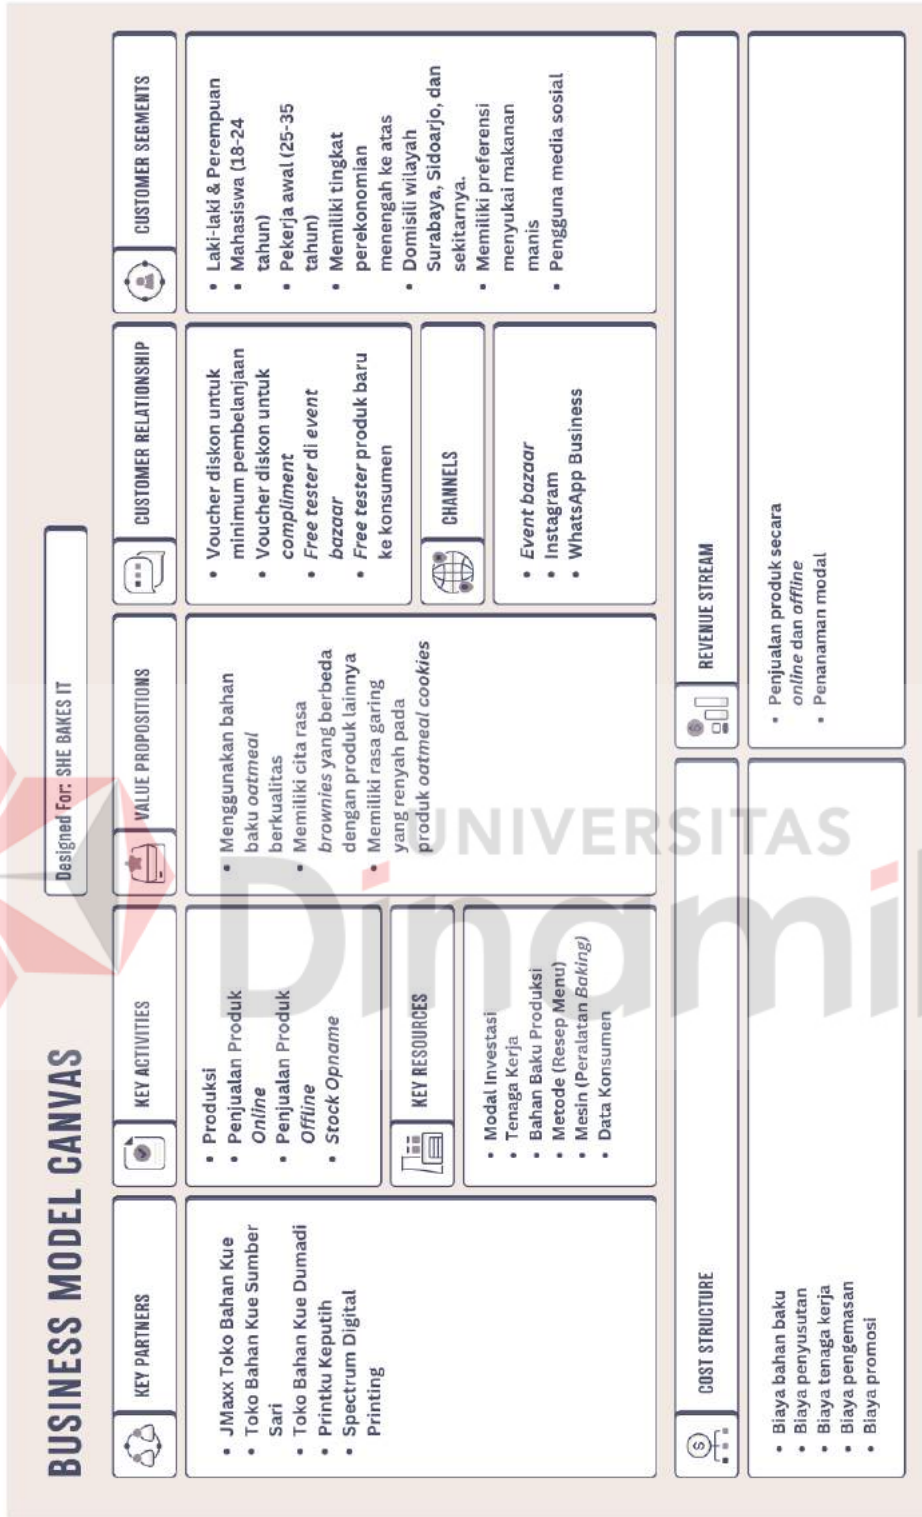 BUSINESS MODEL CANVAS
Designed For: SHE BAKES IT
KEY PARTNERS
• JMaxx Toko Bahan Kue
• Toko Bahan Kue Sumber
Sari
• Toko Bahan Kue Dumadi
• Printku Keputih
• Spectrum Digital
Printing
KEY ACTIVITIES
• Produksi
• Penjualan Produk
Online
• Penjualan Produk
Offline
• Stock Opname
KEY RESOURCES
• Modal Investasi
• Tenaga Kerja
• Bahan Baku Produksi
• Metode (Resep Menu)
• Mesin (Peralatan Baking)
• Data Konsumen
VALUE PROPOSITIONS
• Menggunakan bahan
baku oatmeal
berkualitas
• Memiliki cita rasa
brownies yang berbeda
dengan produk lainnya
• Memiliki rasa garing
yang renyah pada
produk oatmeal cookies
CUSTOMER RELATIONSHIP
• Voucher diskon untuk
minimum pembelanjaan
• Voucher diskon untuk
compliment
• Free tester di event
bazaar
• Free tester produk baru
ke konsumen
CHANNELS
• Event bazaar
• Instagram
• WhatsApp Business
CUSTOMER SEGMENTS
• Laki-laki & Perempuan
• Mahasiswa (18-24
tahun)
• Pekerja awal (25-35
tahun)
• Memiliki tingkat
perekonomian
menengah ke atas
• Domisili wilayah
Surabaya, Sidoarjo, dan
sekitarnya.
• Memiliki preferensi
menyukai makanan
manis
• Pengguna media sosial
COST STRUCTURE
• Biaya bahan baku
• Biaya penyusutan
• Biaya tenaga kerja
• Biaya pengemasan
• Biaya promosi
REVENUE STREAM
• Penjualan produk secara
online dan offline
• Penanaman modal
UNIVERSITAS
Dinami